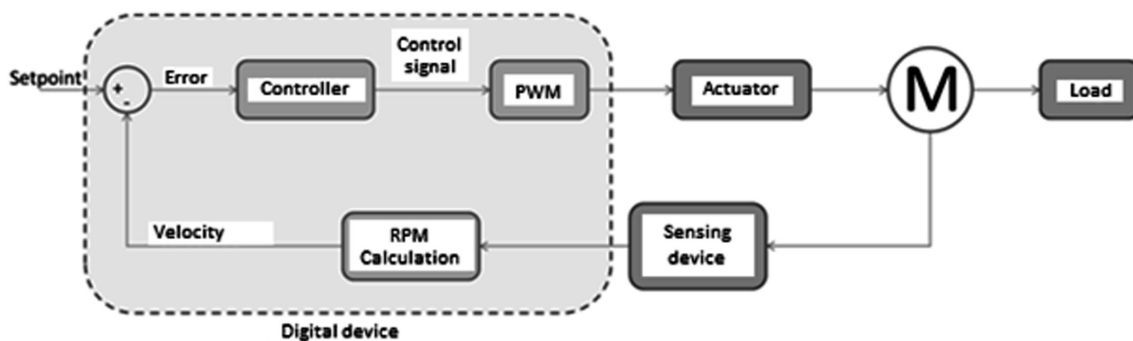 Setpoint
+
-
Error
Controller
Control
signal
PWM
Actuator
M
Load
Velocity
RPM
Calculation
Sensing
device
Digital device